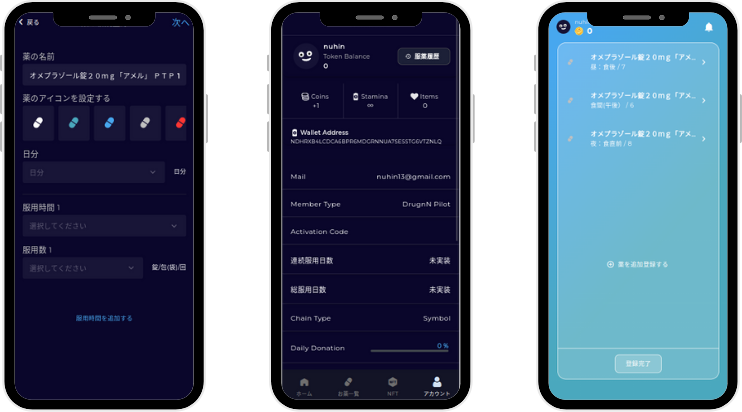 戻る
次へ
薬の名前
オメプラゾール錠２０ｍｇ「アメル」 ＰＴＰ１
薬のアイコンを設定する
日分
日分
日分
服用時間 1
選択してください
服用数 1
選択してください
錠/包(袋)/回
服用時間を追加する
nuhin
Token Balance
0
服薬履歴
Coins
+1
Stamina
∞
Items
0
Wallet Address
Mail
nuhin13@gmail.com
Member Type
DrugnN Pilot
Activation Code
連続服用日数
未実装
総服用日数
未実装
Chain Type
Symbol
Daily Donation
0 %
ホーム
お薬一覧
NFT
アカウント
0
オメプラゾール錠２０ｍｇ「アメ...
昼：食後 / 7
オメプラゾール錠２０ｍｇ「アメ...
食間(午後） / 6
オメプラゾール錠２０ｍｇ「アメ...
夜：食直前 / 8
薬を追加登録する
登録完了